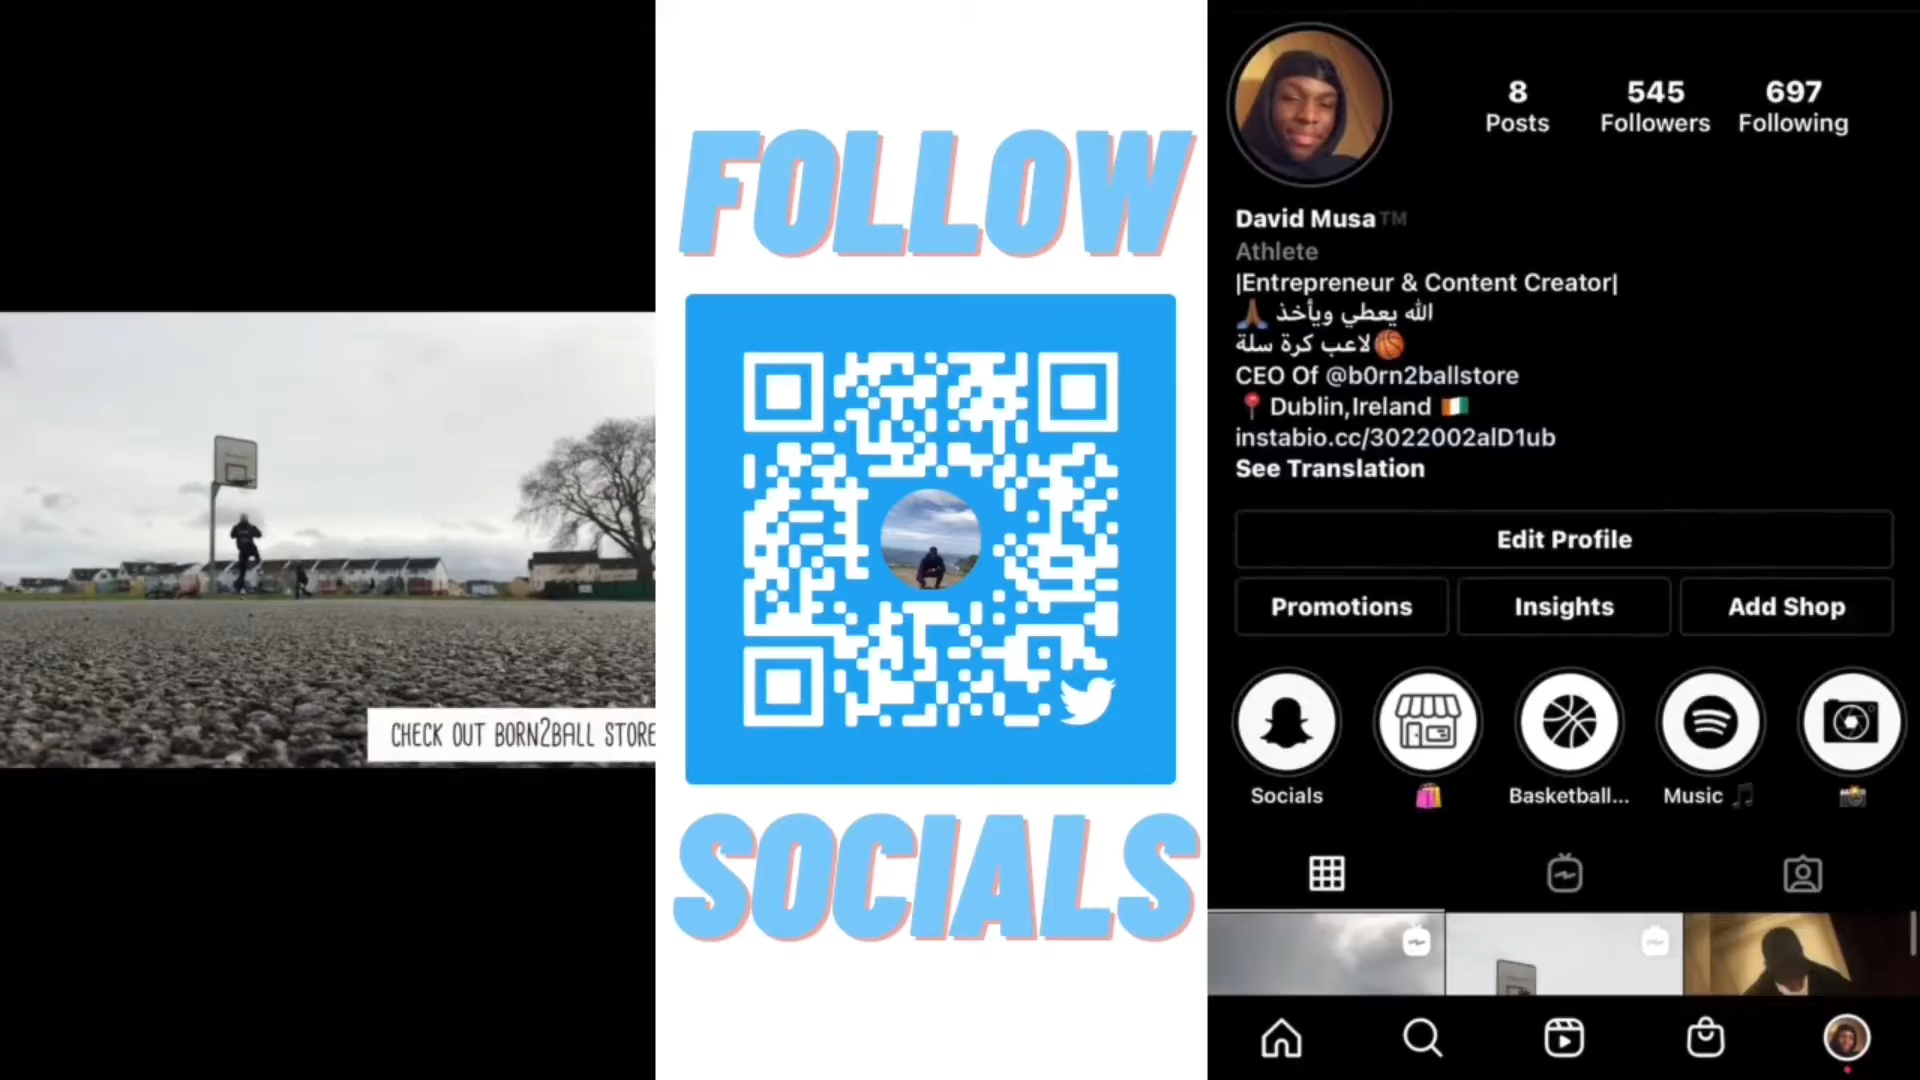 CHECK OUT BORN2BALL STORE
FOLLOW
SOCIALS
8
Posts
545
Followers
697
Following
David Musa™
Athlete
|Entrepreneur & Content Creator|
🙏🏾 الله يعطي ويأخذ
لاعب كرة سلة🏀
CEO Of @b0rn2ballstore
📍 Dublin,Ireland 🇨🇮
instabio.cc/3022002alD1ub
See Translation
Edit Profile
Promotions
Insights
Add Shop
Socials
🛍️
Basketball...
Music 🎵
📸